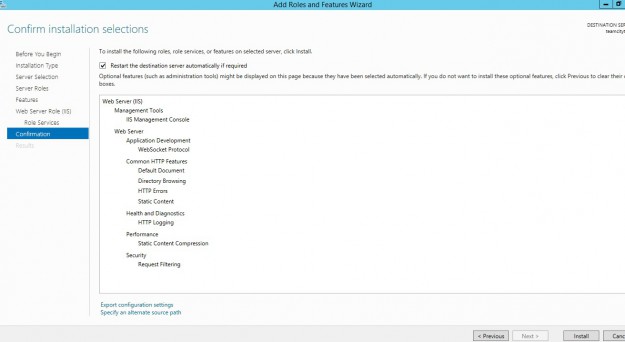 Add Roles and Features Wizard
Confirm installation selections
DESTINATION SER
teamcity
Before You Begin
Installation Type
Server Selection
Server Roles
Features
Web Server Role (IIS)
Role Services
Confirmation
Results
To install the following roles, role services, or features on selected server, click Install.
Restart the destination server automatically if required
Optional features (such as administration tools) might be displayed on this page because they have been selected automatically. If you do not want to install these optional features, click Previous to clear their
boxes.
Web Server (IIS)
Management Tools
IIS Management Console
Web Server
Application Development
WebSocket Protocol
Common HTTP Features
Default Document
Directory Browsing
HTTP Errors
Static Content
Health and Diagnostics
HTTP Logging
Performance
Static Content Compression
Security
Request Filtering
Export configuration settings
Specify an alternate source path
< Previous
Next >
Install
Canc